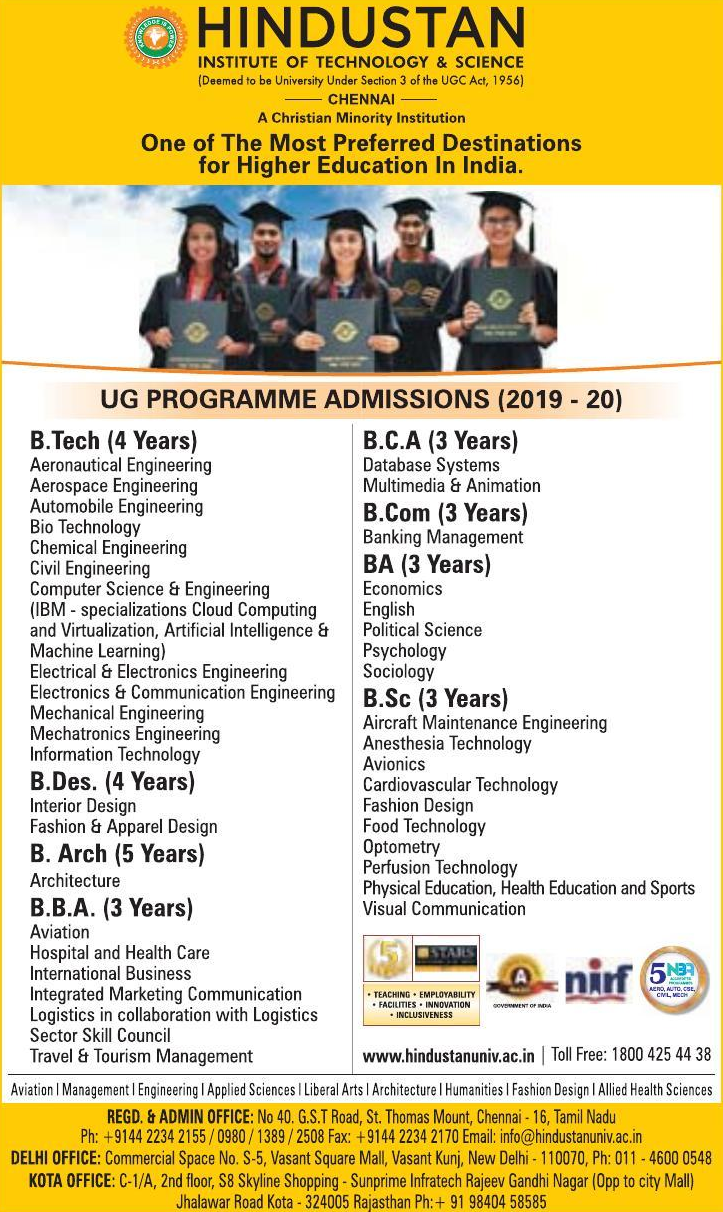 KNOWLEDGE IS POWER
HINDUSTAN
INSTITUTE OF TECHNOLOGY & SCIENCE
(Deemed to be University Under Section 3 of the UGC Act, 1956)
CHENNAI
A Christian Minority Institution
One of The Most Preferred Destinations
for Higher Education In India.
UG PROGRAMME ADMISSIONS (2019 - 20)
B.Tech (4 Years)
Aeronautical Engineering
Aerospace Engineering
Automobile Engineering
Bio Technology
Chemical Engineering
Civil Engineering
Computer Science & Engineering
(IBM - specializations Cloud Computing
and Virtualization, Artificial Intelligence &
Machine Learning)
Electrical & Electronics Engineering
Electronics & Communication Engineering
Mechanical Engineering
Mechatronics Engineering
Information Technology
B.Des. (4 Years)
Interior Design
Fashion & Apparel Design
B. Arch (5 Years)
Architecture
B.B.A. (3 Years)
Aviation
Hospital and Health Care
International Business
Integrated Marketing Communication
Logistics in collaboration with Logistics
Sector Skill Council
Travel & Tourism Management
B.C.A (3 Years)
Database Systems
Multimedia & Animation
B.Com (3 Years)
Banking Management
BA (3 Years)
Economics
English
Political Science
Psychology
Sociology
B.Sc (3 Years)
Aircraft Maintenance Engineering
Anesthesia Technology
Avionics
Cardiovascular Technology
Fashion Design
Food Technology
Optometry
Perfusion Technology
Physical Education, Health Education and Sports
Visual Communication
5 STARS
• TEACHING • EMPLOYABILITY
• FACILITIES • INNOVATION
• INCLUSIVENESS
A
GOVERNMENT OF INDIA
nirf
5 NBA
ACCREDITED
PROGRAMMES
AERO, AUTO, CSE,
CIVIL, MECH
www.hindustanuniv.ac.in | Toll Free: 1800 425 44 38
Aviation I Management I Engineering I Applied Sciences I Liberal Arts I Architecture I Humanities I Fashion Design I Allied Health Sciences
REGD. & ADMIN OFFICE: No 40. G.S.T Road, St. Thomas Mount, Chennai - 16, Tamil Nadu
Ph: +9144 2234 2155 / 0980 / 1389 / 2508 Fax: +9144 2234 2170 Email: info@hindustanuniv.ac.in
DELHI OFFICE: Commercial Space No. S-5, Vasant Square Mall, Vasant Kunj, New Delhi - 110070, Ph: 011 - 4600 0548
KOTA OFFICE: C-1/A, 2nd floor, S8 Skyline Shopping - Sunprime Infratech Rajeev Gandhi Nagar (Opp to city Mall)
Jhalawar Road Kota - 324005 Rajasthan Ph:+ 91 98404 58585